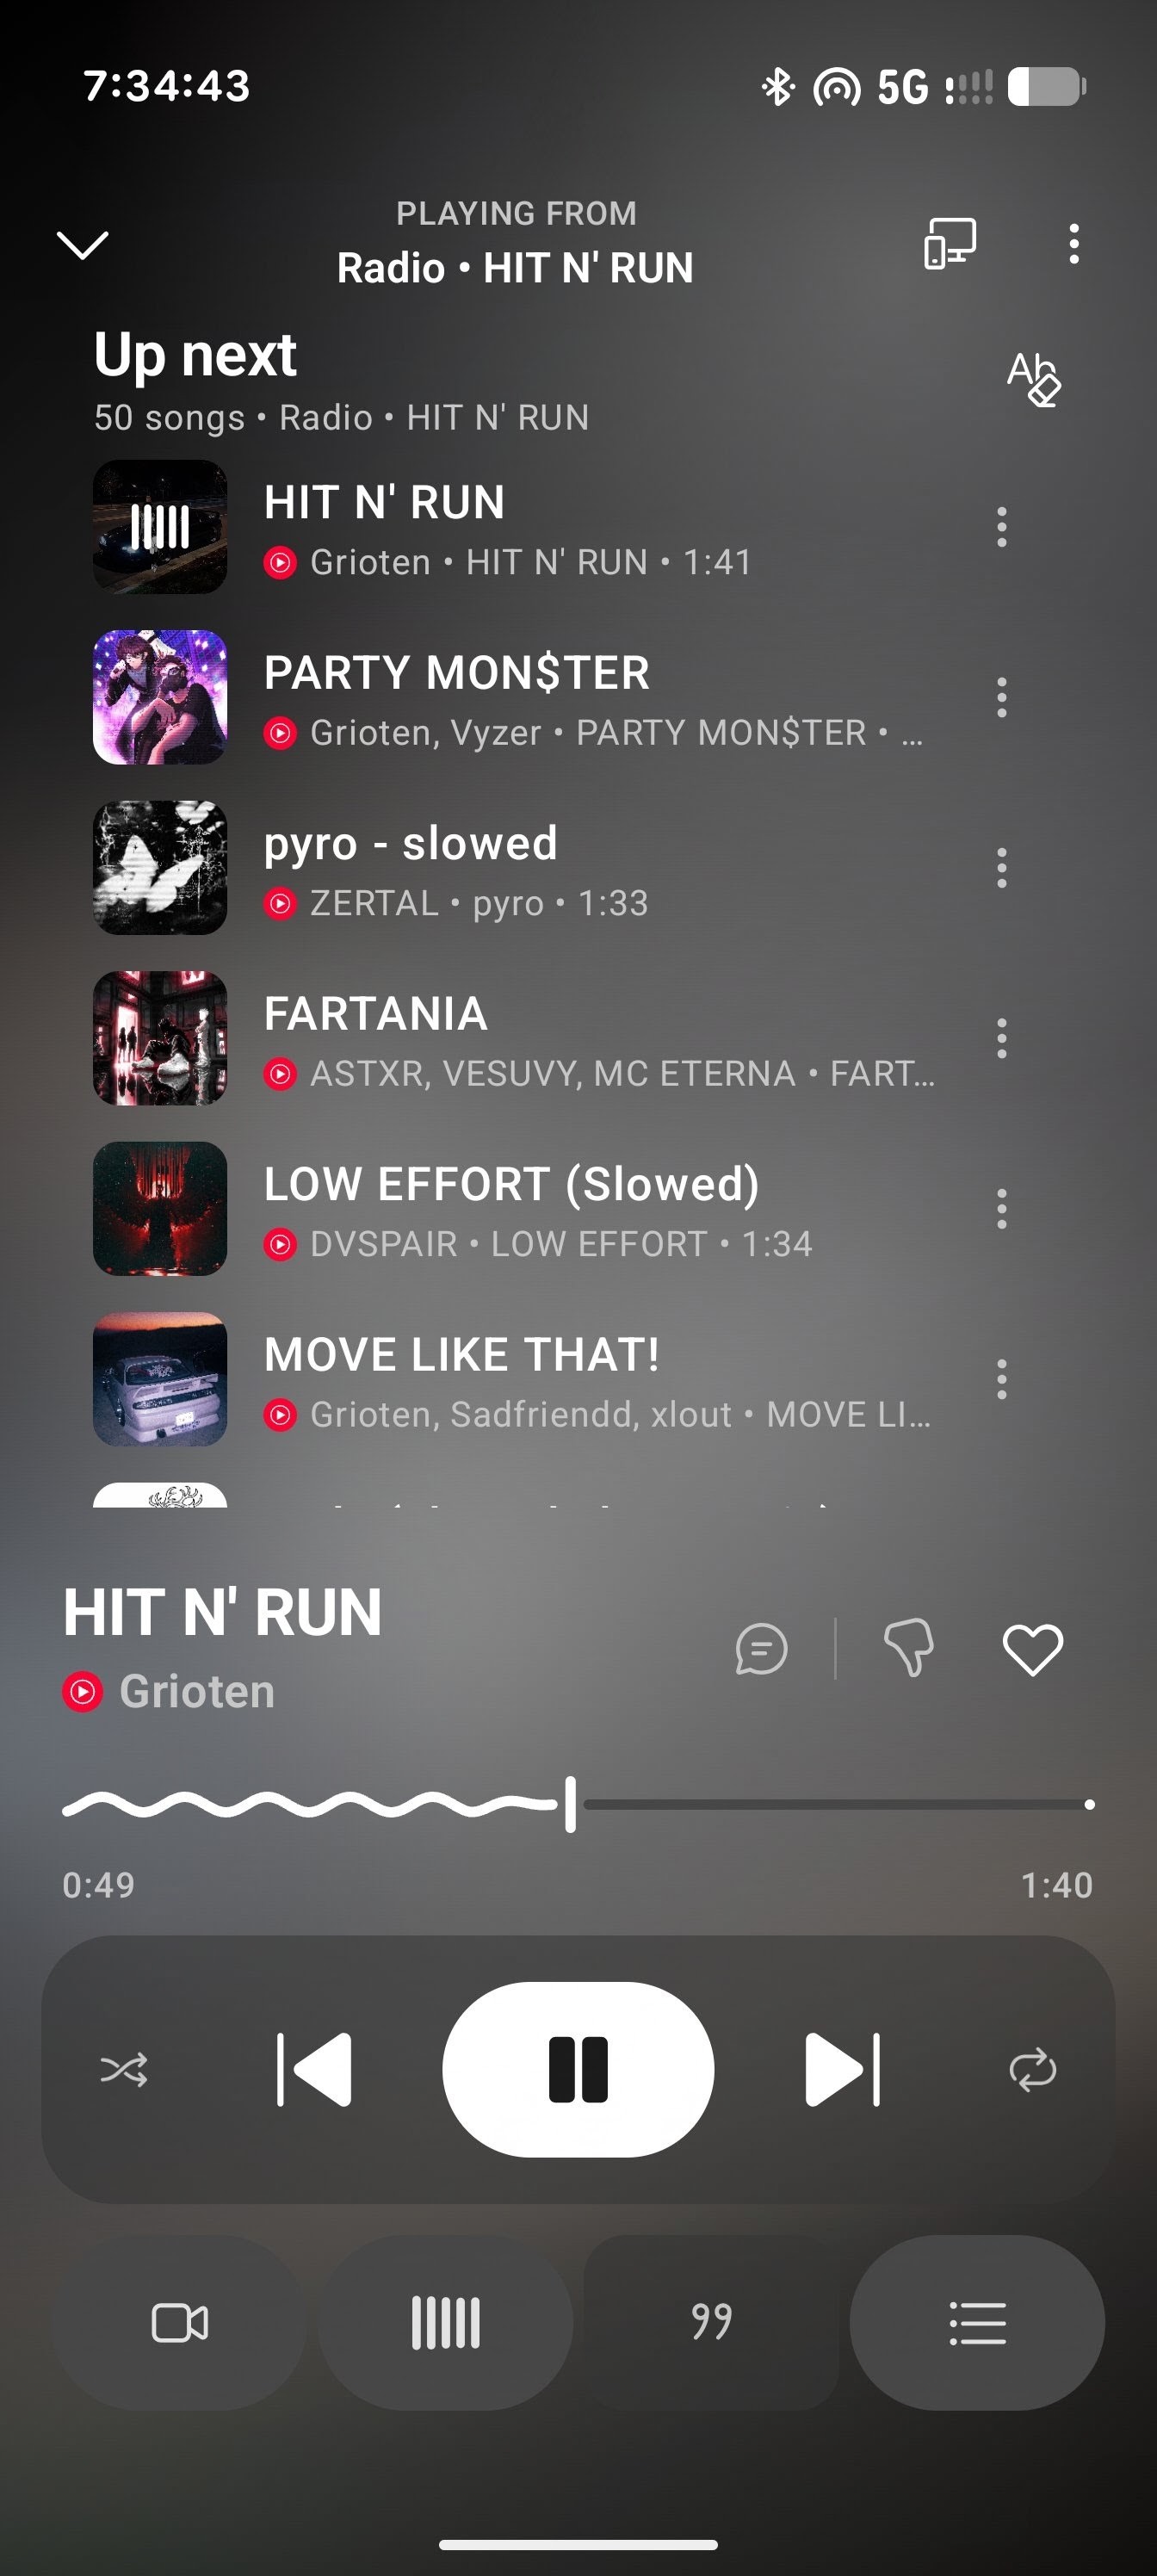 7:34:43
5G
PLAYING FROM
Radio • HIT N' RUN
Up next
50 songs • Radio • HIT N' RUN
HIT N' RUN
Grioten • HIT N' RUN • 1:41
PARTY MON$TER
Grioten, Vyzer • PARTY MON$TER • …
pyro - slowed
ZERTAL • pyro • 1:33
FARTANIA
ASTXR, VESUVY, MC ETERNA • FART…
LOW EFFORT (Slowed)
DVSPAIR • LOW EFFORT • 1:34
MOVE LIKE THAT!
Grioten, Sadfriendd, xlout • MOVE LI…
HIT N' RUN
Grioten
0:49
1:40